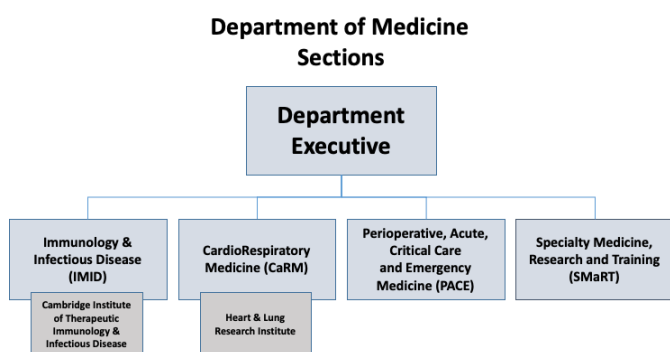 Department of Medicine
Sections
Department
Executive
Immunology &
Infectious Disease
(IMID)
CardioRespiratory
Medicine (CaRM)
Perioperative, Acute,
Critical Care
and Emergency
Medicine (PACE)
Specialty Medicine,
Research and Training
(SMaRT)
Cambridge Institute
of Therapeutic
Immunology &
Infectious Disease
Heart & Lung
Research Institute